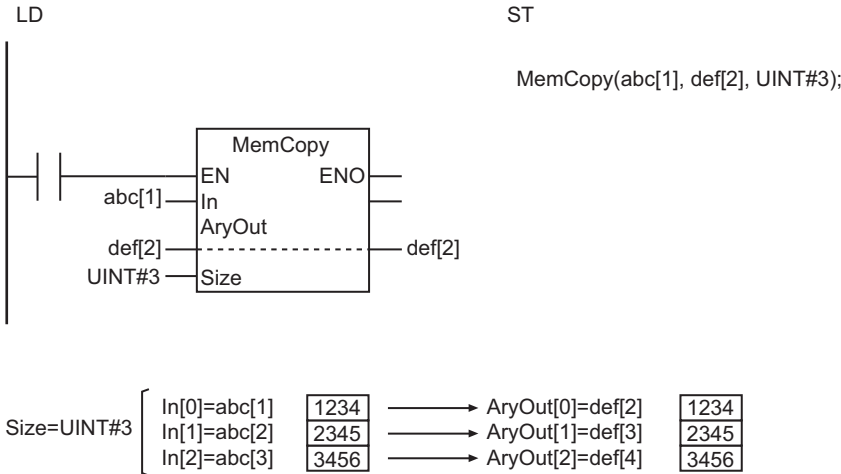 LD ST
MemCopy(abc[1], def[2], UINT#3);
MemCopy
EN ENO
abc[1] In
AryOut
def[2] def[2]
UINT#3 Size
In[0]=abc[1] 1234 AryOut[0]=def[2] 1234
Size=UINT#3 In[1]=abc[2] 2345 AryOut[1]=def[3] 2345
In[2]=abc[3] 3456 AryOut[2]=def[4] 3456